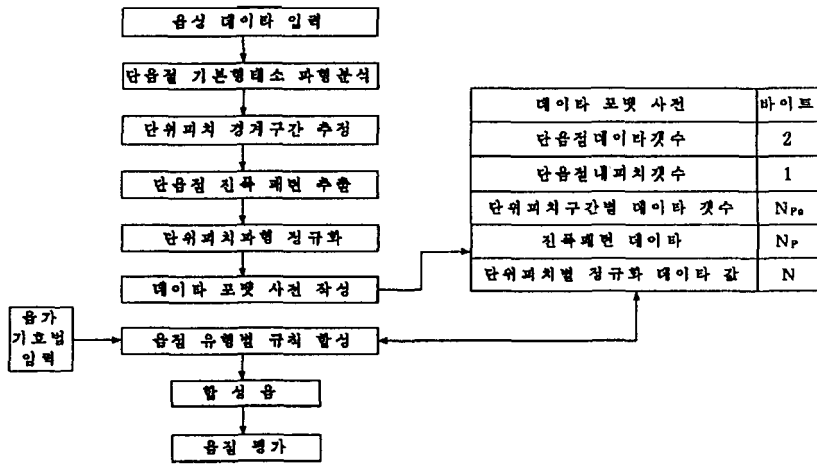 음성 데이타 입력
단음절 기본형태소 파형분석
단위피치 경계구간 추정
단음절 진폭 패턴 추출
단위피치파형 정규화
데이타 포맷 사전 작성
음가
기호법
입력
음절 유형별 규칙 합성
합 성 음
음질 평가
데이타 포맷 사전 바이트
단음절데이타갯수 2
단음절내피치갯수 1
단위피치구간별 데이타 갯수
진폭패턴 데이타 Np
단위피치별 정규화 데이타 값 N